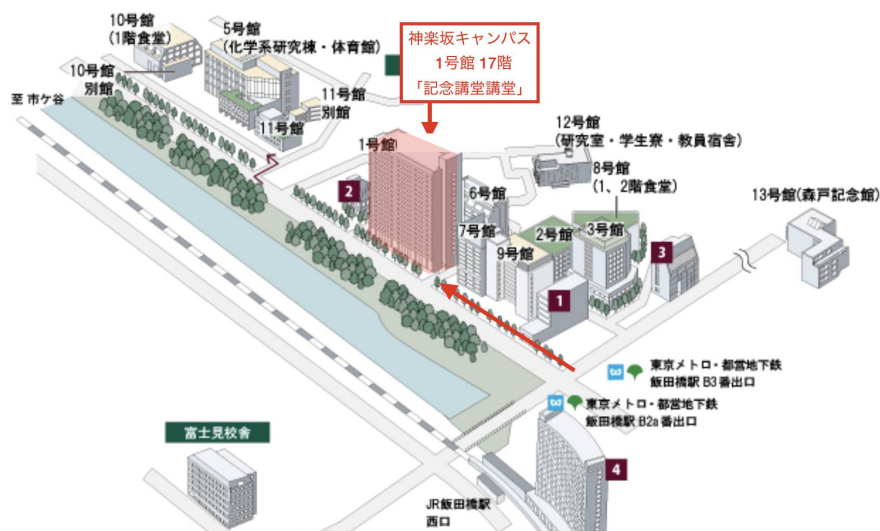 10号館
(1階食堂)
5号館
(化学系研究棟・体育館)
神楽坂キャンパス
1号館 17階
「記念講堂講堂」
10号館
別館
至 市ケ谷
11号館
別館
11号館
1号館
12号館
(研究室・学生寮・教員宿舎)
8号館
(1、2階食堂)
13号館(森戸記念館)
2
6号館
7号館
2号館
3号館
9号館
3
1
東京メトロ・都営地下鉄
飯田橋駅 B3番出口
東京メトロ・都営地下鉄
飯田橋駅 B2a番出口
富士見校舎
4
JR飯田橋駅
西口